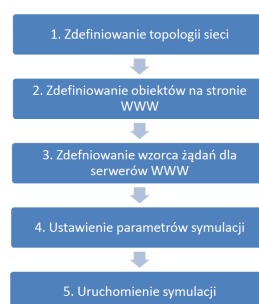 1. Zdefiniowanie topologii sieci
2. Zdefiniowanie obiektów na stronie
WWW
3. Zdefniowanie wzorca żądań dla
serwerów WWW
4. Ustawienie parametrów symulacji
5. Uruchomienie symulacji